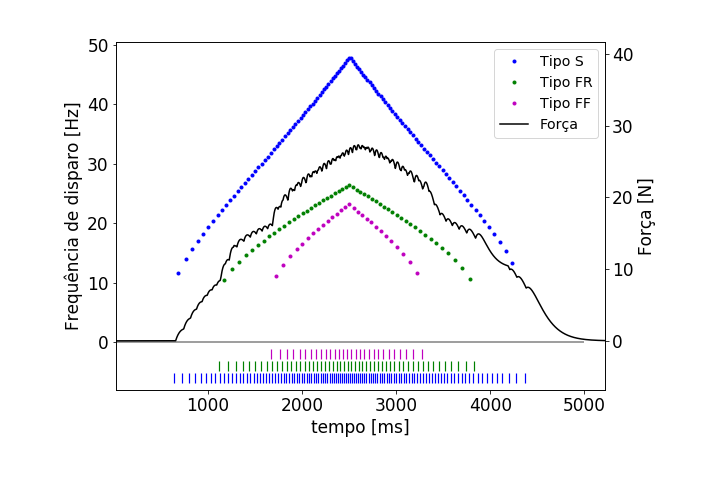 50
40
30
20
10
0
Frequência de disparo [Hz]
40
30
20
10
0
Força [N]
Tipo S
Tipo FR
Tipo FF
Força
1000
2000
3000
4000
5000
tempo [ms]